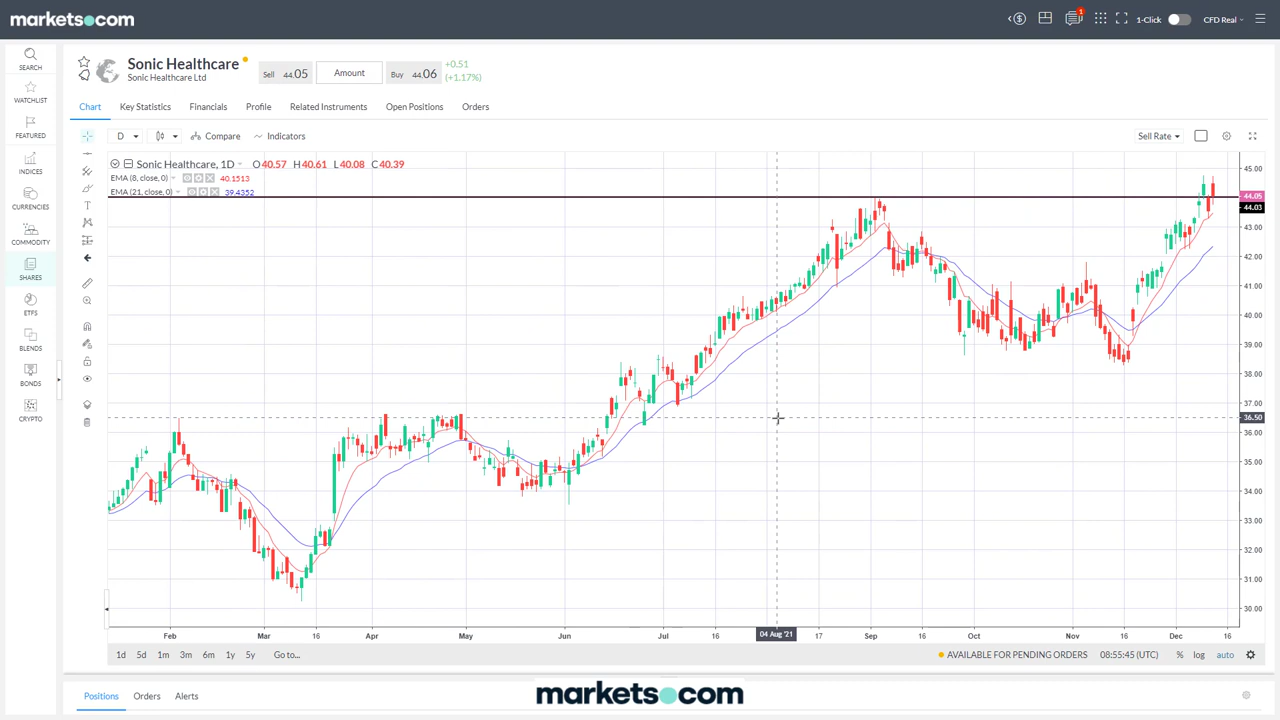 markets.com
1
1-Click
CFD Real
SEARCH
WATCHLIST
FEATURED
INDICES
CURRENCIES
COMMODITY
SHARES
ETFS
BLENDS
BONDS
CRYPTO
Sonic Healthcare
Sonic Healthcare Ltd
Sell 44.05
Amount
Buy 44.06
+0.51
(+1.17%)
Chart Key Statistics Financials Profile Related Instruments Open Positions Orders
D Compare Indicators Sell Rate
Sonic Healthcare, 1D O40.57 H40.61 L40.08 C40.39
EMA (8, close, 0) 40.1513
EMA (21, close, 0) 39.4352
45.00
44.05
44.03
43.00
42.00
41.00
40.00
39.00
38.00
37.00
36.50
36.00
35.00
34.00
33.00
32.00
31.00
30.00
Feb Mar 16 Apr May Jun Jul 16 04 Aug '21 17 Sep 16 Oct Nov 16 Dec 16
1d 5d 1m 3m 6m 1y 5y Go to... AVAILABLE FOR PENDING ORDERS 08:55:45 (UTC) % log auto
Positions Orders Alerts
markets.com